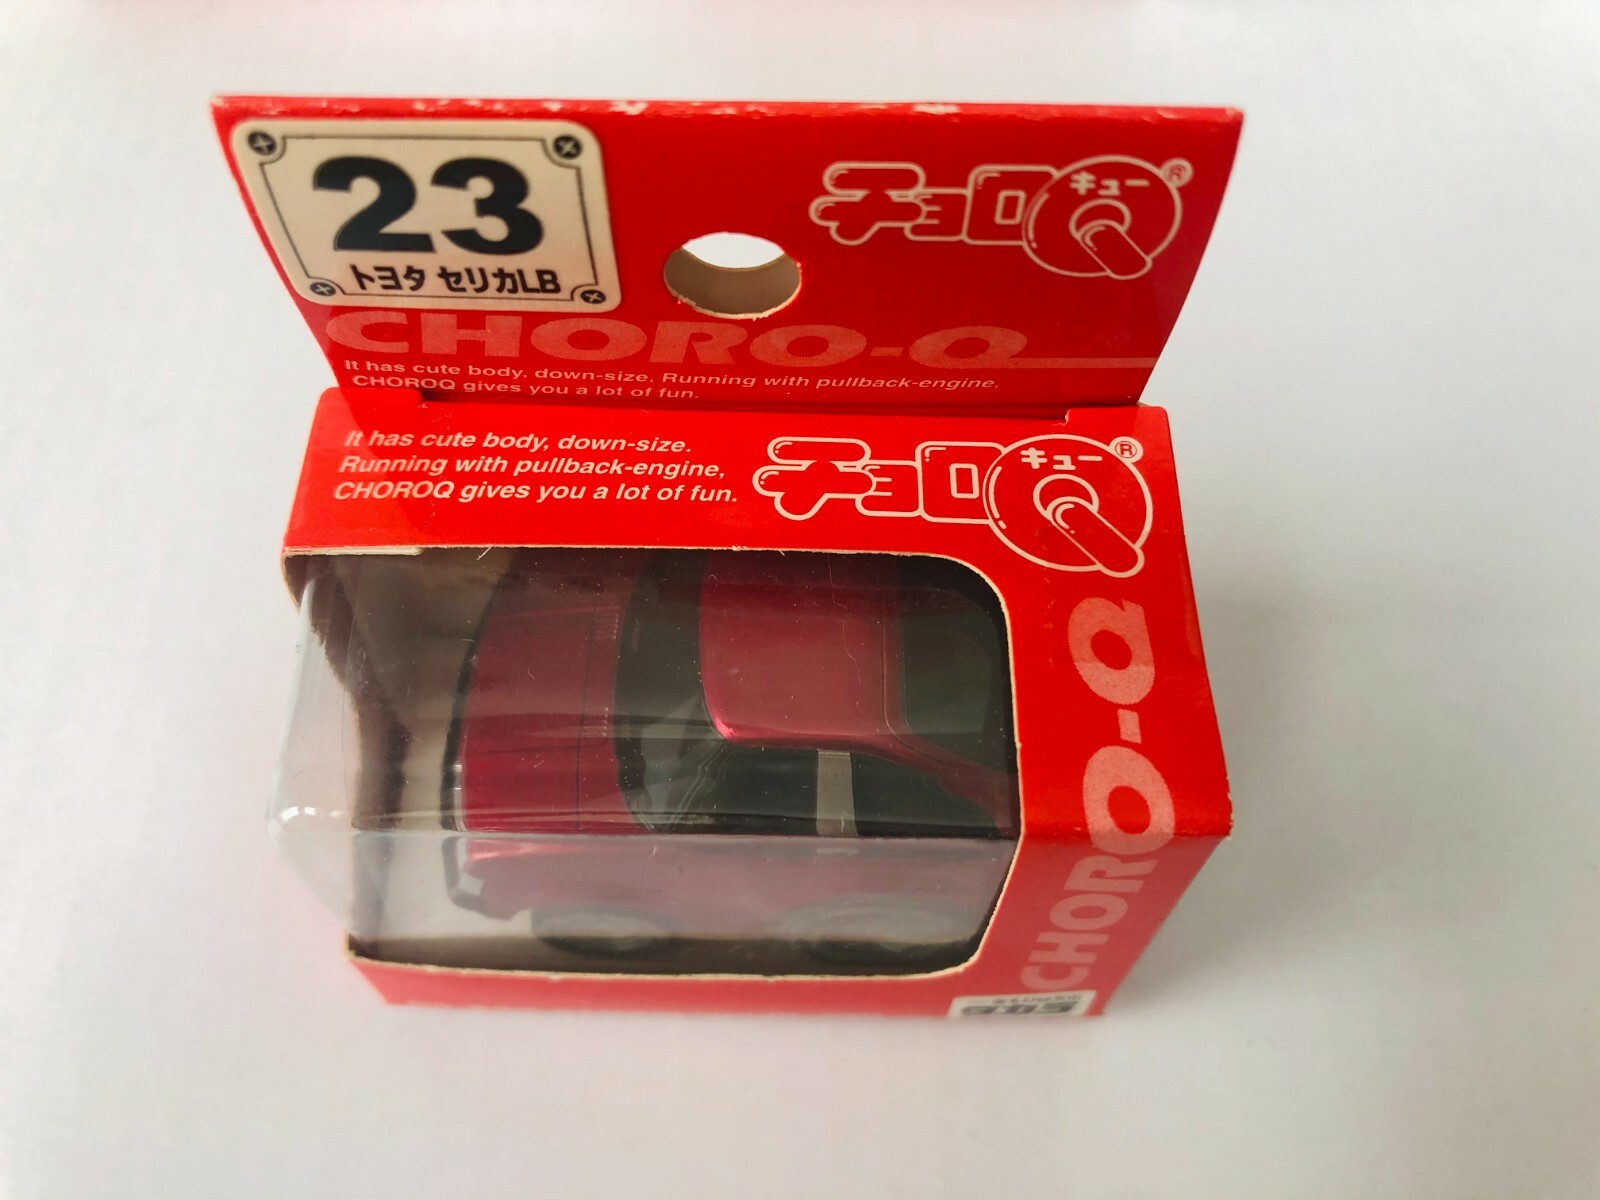 23
トヨタ セリカLB
チョロQ
キュー
®
CHORO-Q
It has cute body, down-size. Running with pullback-engine,
CHOROQ gives you a lot of fun.
It has cute body, down-size.
Running with pullback-engine,
CHOROQ gives you a lot of fun.
チョロQ
キュー
®
CHORO-Q
タカラ